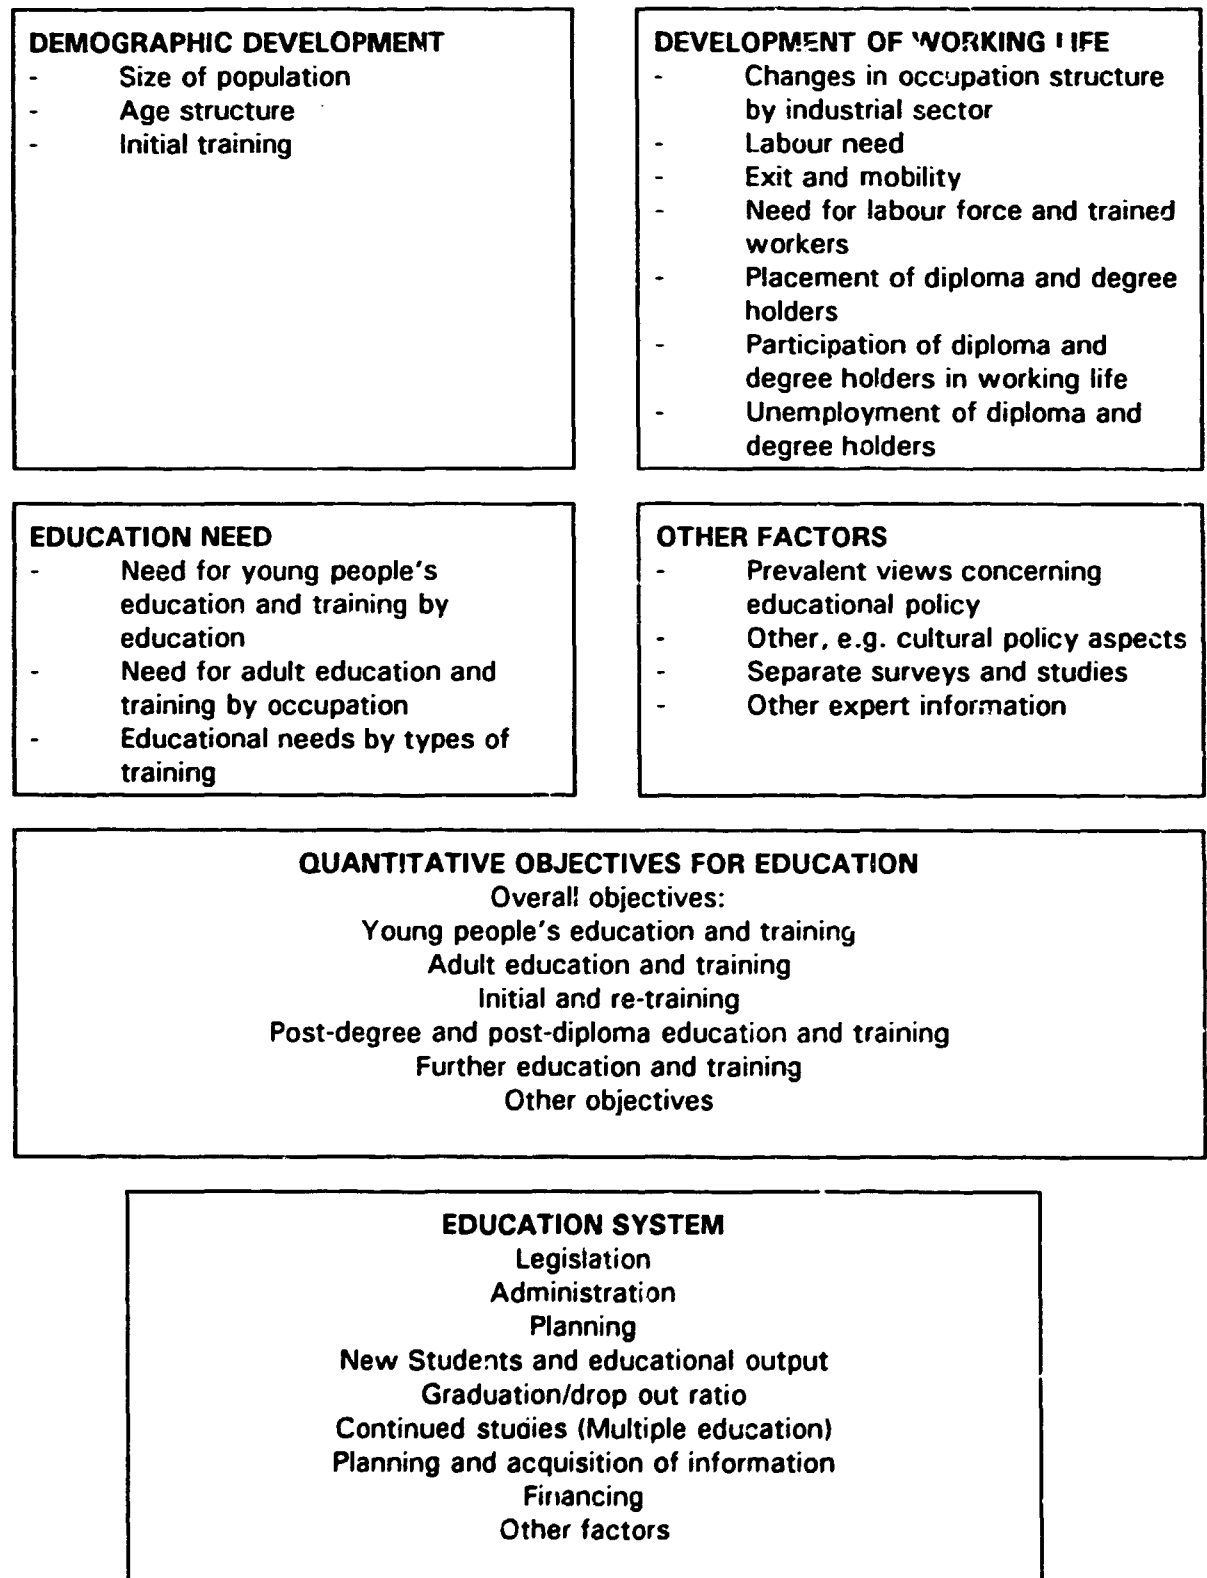 DEMOGRAPHIC DEVELOPMENT
- Size of population
- Age structure
- Initial training
DEVELOPMENT OF WORKING LIFE
- Changes in occupation structure
by industrial sector
- Labour need
- Exit and mobility
- Need for labour force and trained
workers
- Placement of diploma and degree
holders
- Participation of diploma and
degree holders in working life
- Unemployment of diploma and
degree holders
EDUCATION NEED
- Need for young people's
education and training by
education
- Need for adult education and
training by occupation
- Educational needs by types of
training
OTHER FACTORS
- Prevalent views concerning
educational policy
- Other, e.g. cultural policy aspects
- Separate surveys and studies
- Other expert information
QUANTITATIVE OBJECTIVES FOR EDUCATION
Overall objectives:
Young people's education and training
Adult education and training
Initial and re-training
Post-degree and post-diploma education and training
Further education and training
Other objectives
EDUCATION SYSTEM
Legislation
Administration
Planning
New Students and educational output
Graduation/drop out ratio
Continued studies (Multiple education)
Planning and acquisition of information
Financing
Other factors